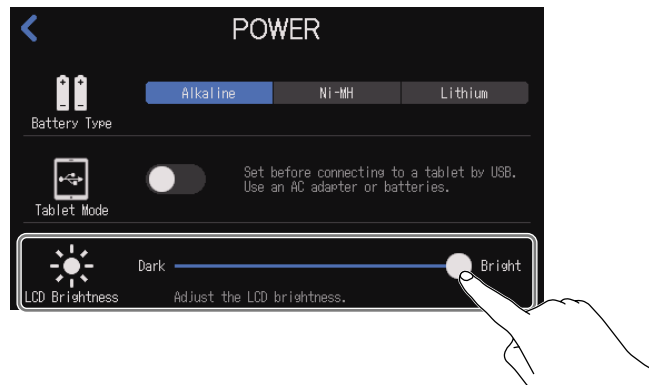 POWER
Alkaline Ni-MH Lithium
Battery Type
Set before connecting to a tablet by USB.
Use an AC adapter or batteries.
Tablet Mode
Dark Bright
LCD Brightness Adjust the LCD brightness.